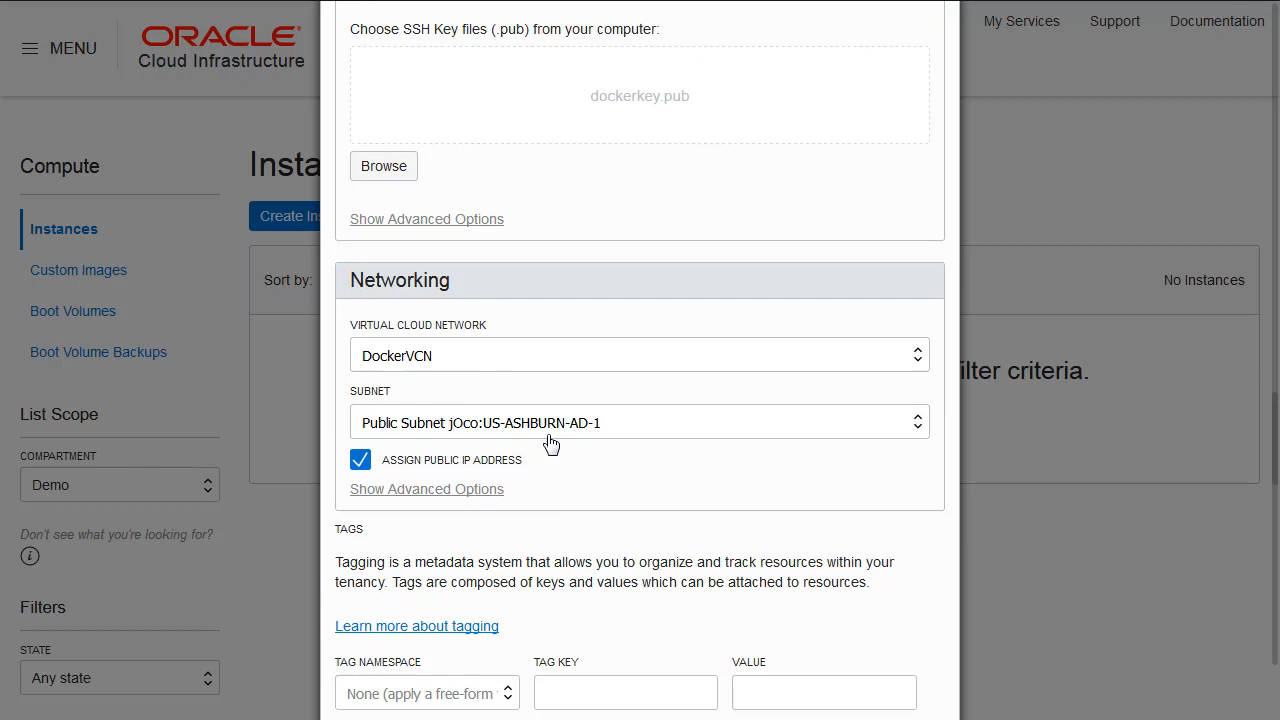 MENU
ORACLE
Cloud Infrastructure
My Services
Support
Documentation
Compute
Instances
Custom Images
Boot Volumes
Boot Volume Backups
List Scope
COMPARTMENT
Demo
Don't see what you're looking for?
Filters
STATE
Any state
Insta
Create Ins
Sort by:
No Instances
ilter criteria.
Choose SSH Key files (.pub) from your computer:
dockerkey.pub
Browse
Show Advanced Options
Networking
VIRTUAL CLOUD NETWORK
DockerVCN
SUBNET
Public Subnet jOco:US-ASHBURN-AD-1
ASSIGN PUBLIC IP ADDRESS
Show Advanced Options
TAGS
Tagging is a metadata system that allows you to organize and track resources within your
tenancy. Tags are composed of keys and values which can be attached to resources.
Learn more about tagging
TAG NAMESPACE
TAG KEY
VALUE
None (apply a free-form